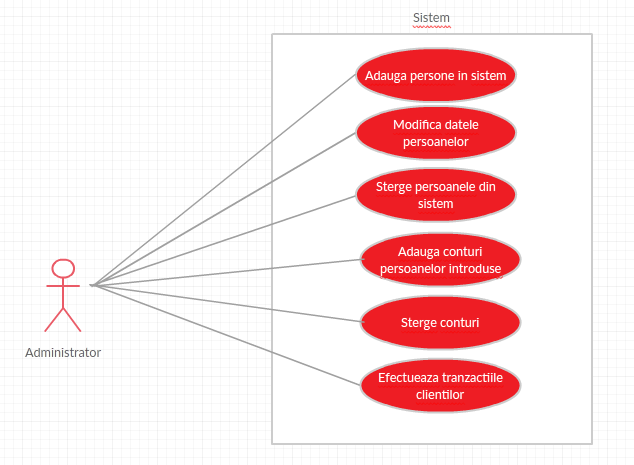 Sistem
Adauga persone in sistem
Modifica datele
persoanelor
Sterge persoanele din
sistem
Adauga conturi
persoanelor introduse
Sterge conturi
Efectueaza tranzactiile
clientilor
Administrator